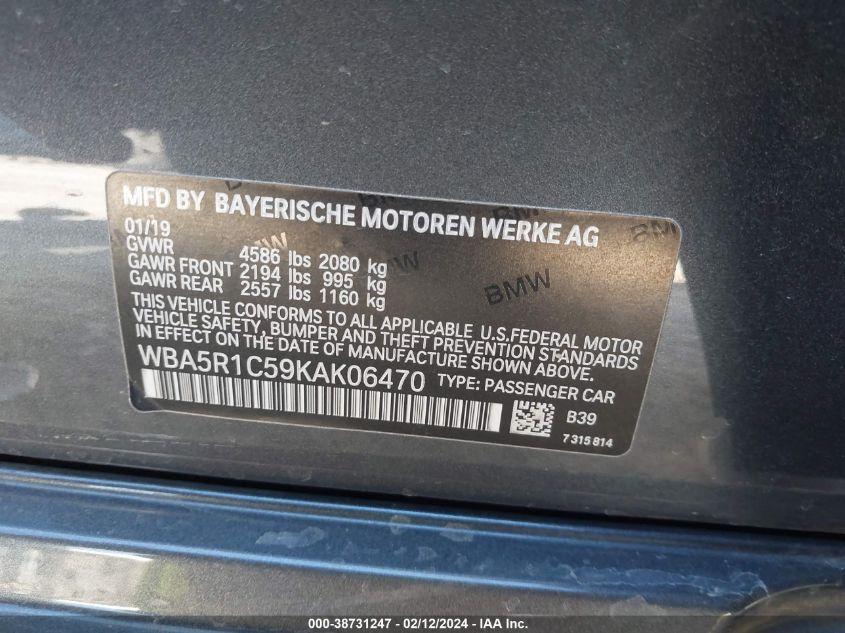 MFD BY BAYERISCHE MOTOREN WERKE AG
01/19
GVWR 4586 lbs 2080 kg
GAWR FRONT 2194 lbs 995 kg
GAWR REAR 2557 lbs 1160 kg
THIS VEHICLE CONFORMS TO ALL APPLICABLE U.S.FEDERAL MOTOR
VEHICLE SAFETY, BUMPER AND THEFT PREVENTION STANDARDS
IN EFFECT ON THE DATE OF MANUFACTURE SHOWN ABOVE.
WBA5R1C59KAK06470 TYPE: PASSENGER CAR
B39
7 315 814
BMW
BMW
000-38731247 - 02/12/2024 - IAA Inc.